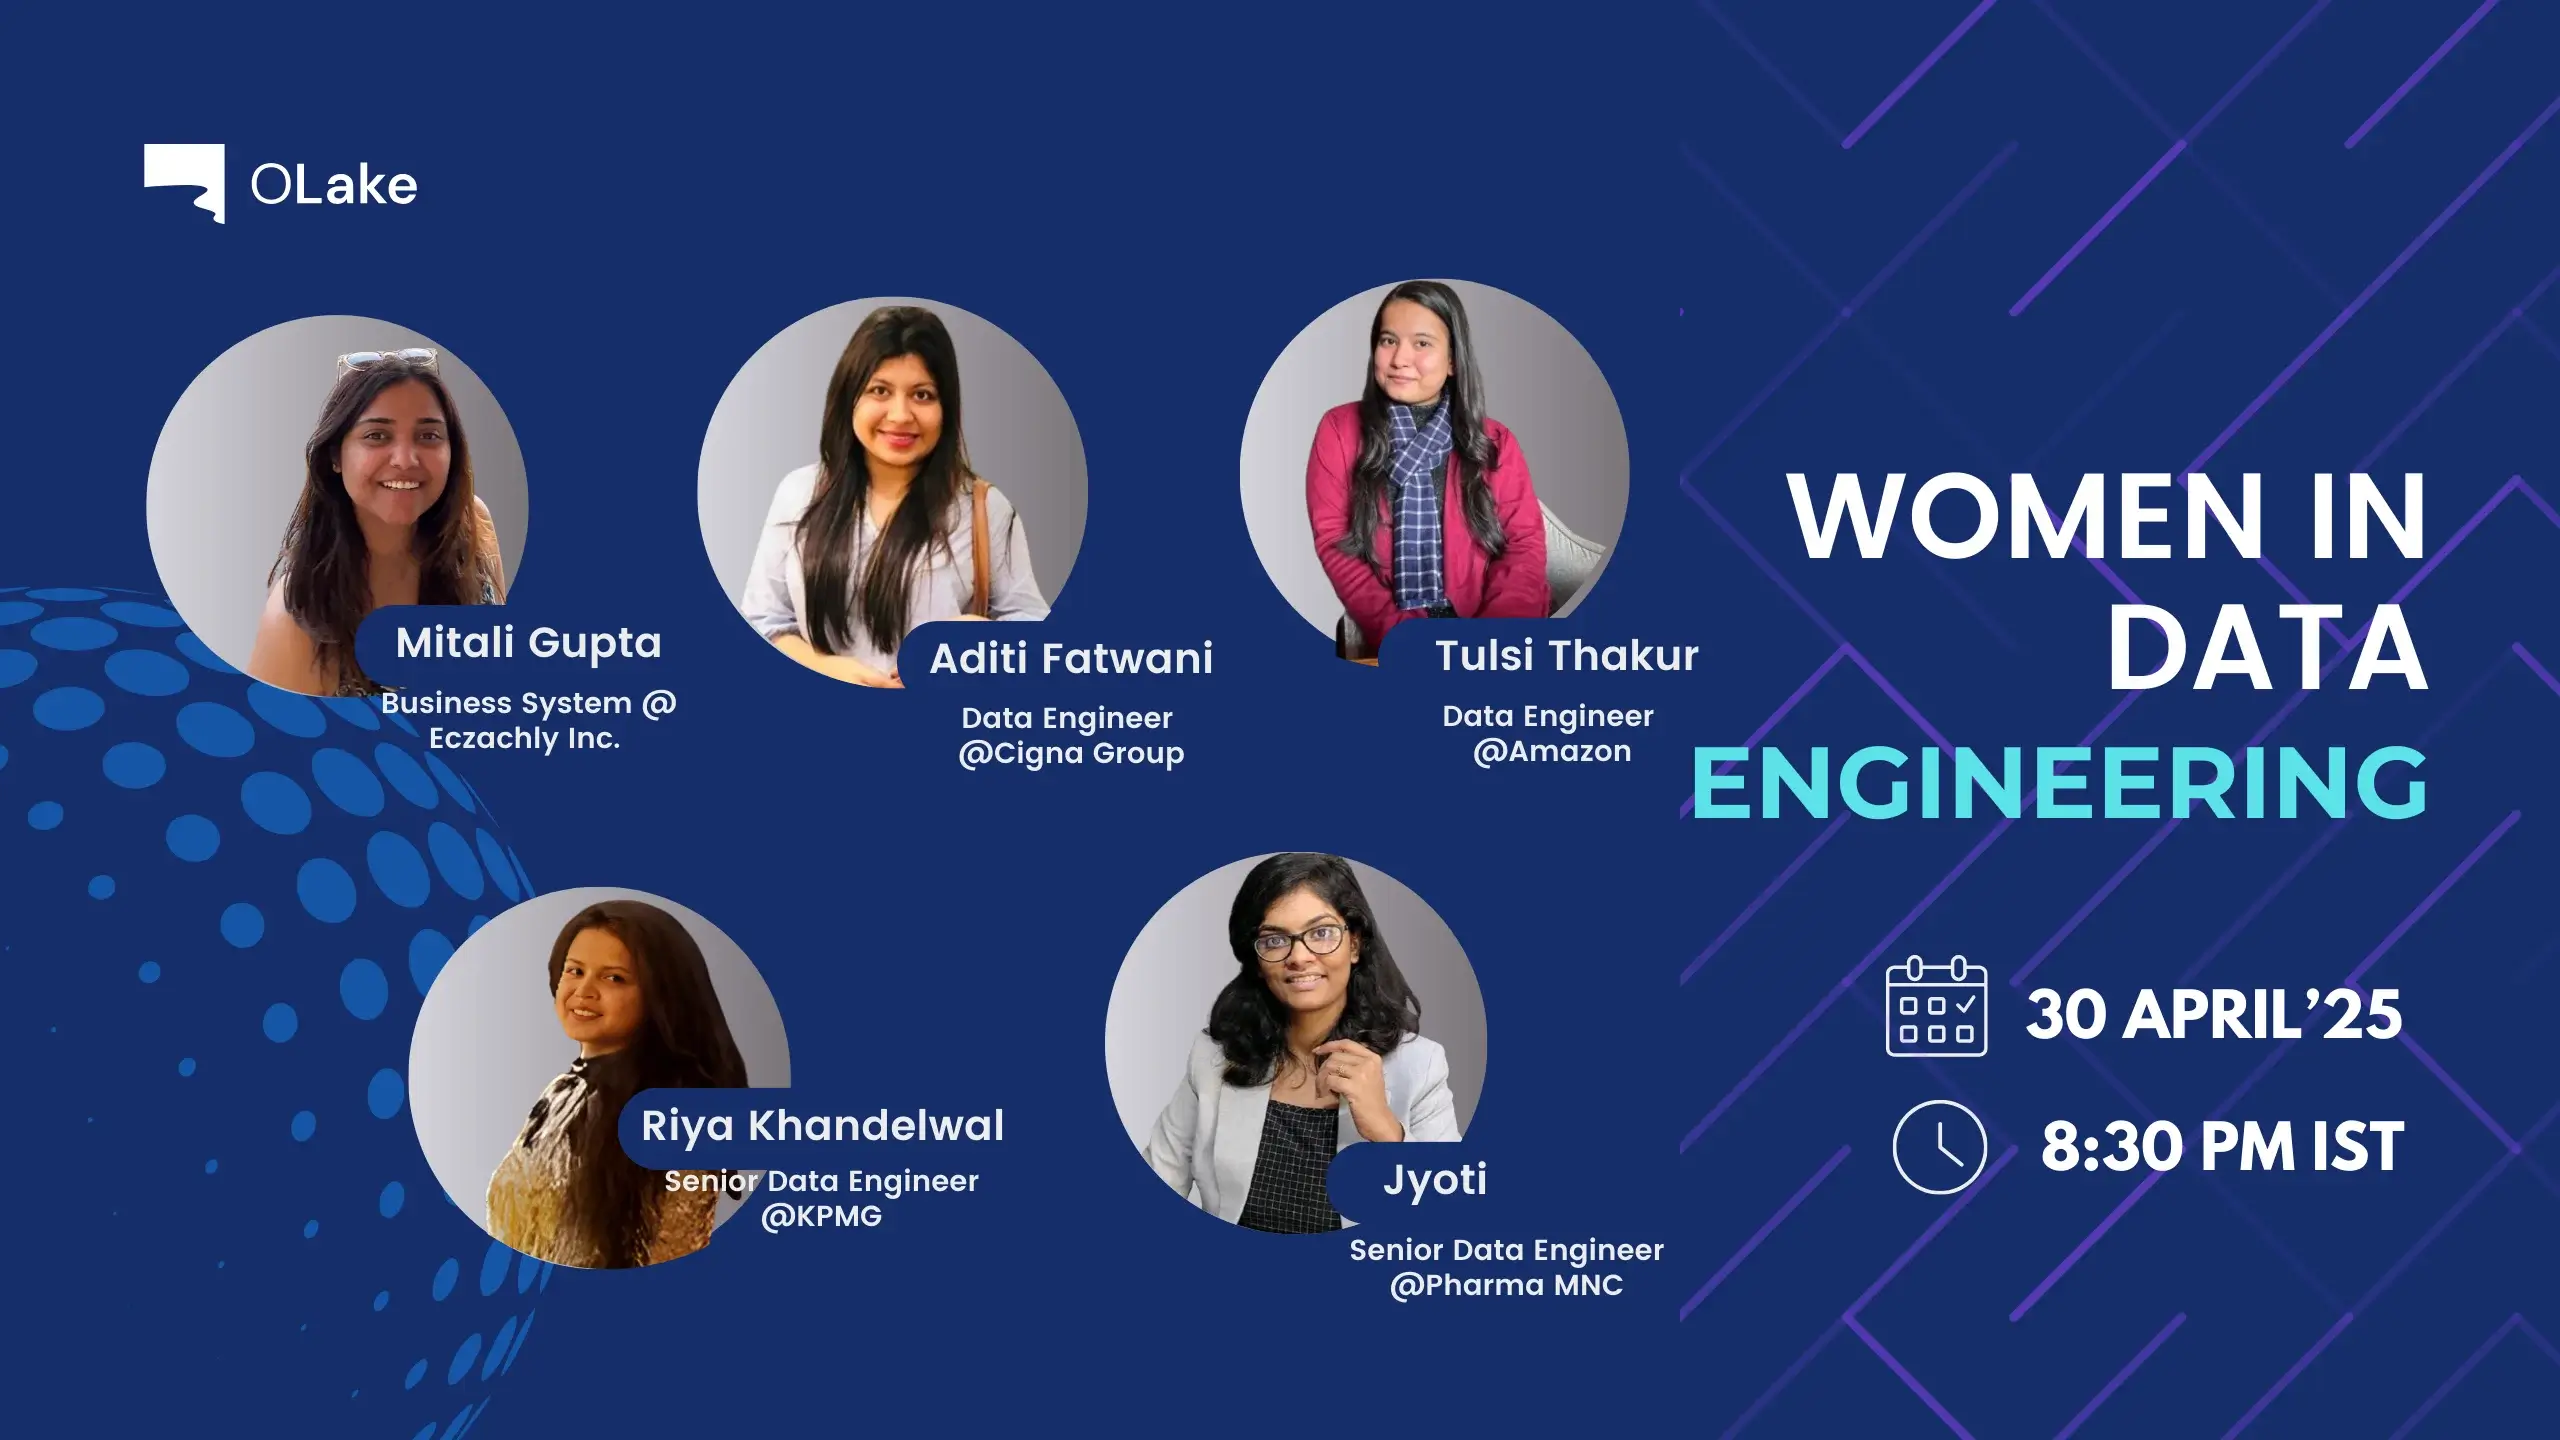 OLake
Mitali Gupta
Business System @
Eczachly Inc.
Aditi Fatwani
Data Engineer
@Cigna Group
Tulsi Thakur
Data Engineer
@Amazon
Riya Khandelwal
Senior Data Engineer
@KPMG
Jyoti
Senior Data Engineer
@Pharma MNC
WOMEN IN
DATA
ENGINEERING
30 APRIL’25
8:30 PM IST